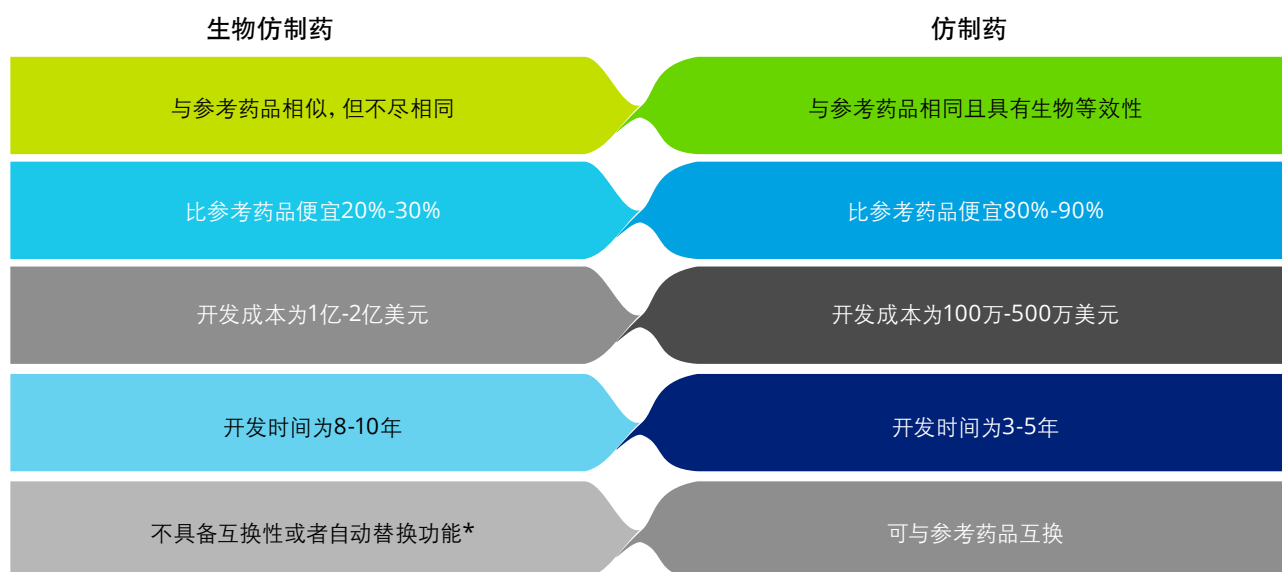 生物仿制药
仿制药
与参考药品相似，但不尽相同
与参考药品相同且具有生物等效性
比参考药品便宜20%-30%
比参考药品便宜80%-90%
开发成本为1亿-2亿美元
开发成本为100万-500万美元
开发时间为8-10年
开发时间为3-5年
不具备互换性或者自动替换功能*
可与参考药品互换